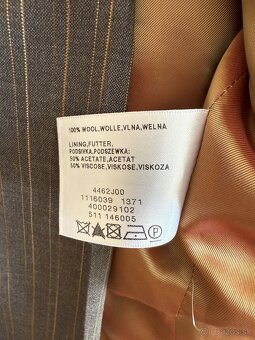 100% WOOL,WOLLE,VLNA,WEŁNA
LINING,FUTTER,
PODŠIVKA,PODSZEWKA:
50% ACETATE,ACETAT
50% VISCOSE,VISKOSE,VISKOZA
4462J00
1116039 1371
400029102
511 146005
P